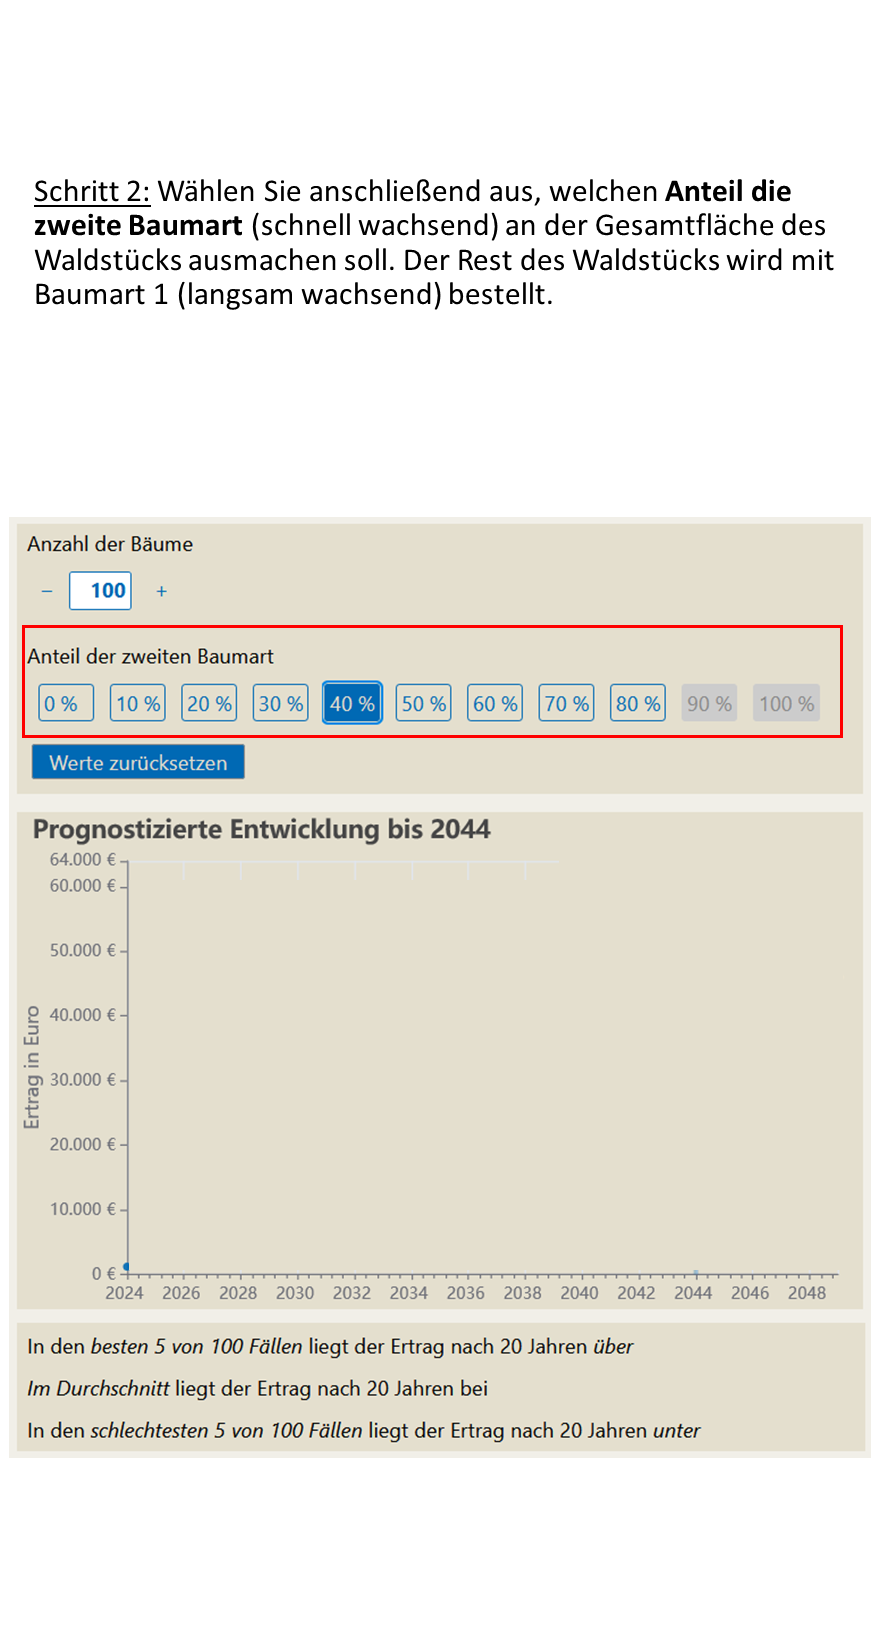 Schritt 2: Wählen Sie anschließend aus, welchen Anteil die
zweite Baumart (schnell wachsend) an der Gesamtfläche des
Waldstücks ausmachen soll. Der Rest des Waldstücks wird mit
Baumart 1 (langsam wachsend) bestellt.
Anzahl der Bäume
− 100 +
Anteil der zweiten Baumart
0 % 10 % 20 % 30 % 40 % 50 % 60 % 70 % 80 % 90 % 100 %
Werte zurücksetzen
Prognostizierte Entwicklung bis 2044
64.000 €
60.000 €
50.000 €
40.000 €
30.000 €
20.000 €
10.000 €
0 €
Ertrag in Euro
2024 2026 2028 2030 2032 2034 2036 2038 2040 2042 2044 2046 2048
In den besten 5 von 100 Fällen liegt der Ertrag nach 20 Jahren über
Im Durchschnitt liegt der Ertrag nach 20 Jahren bei
In den schlechtesten 5 von 100 Fällen liegt der Ertrag nach 20 Jahren unter